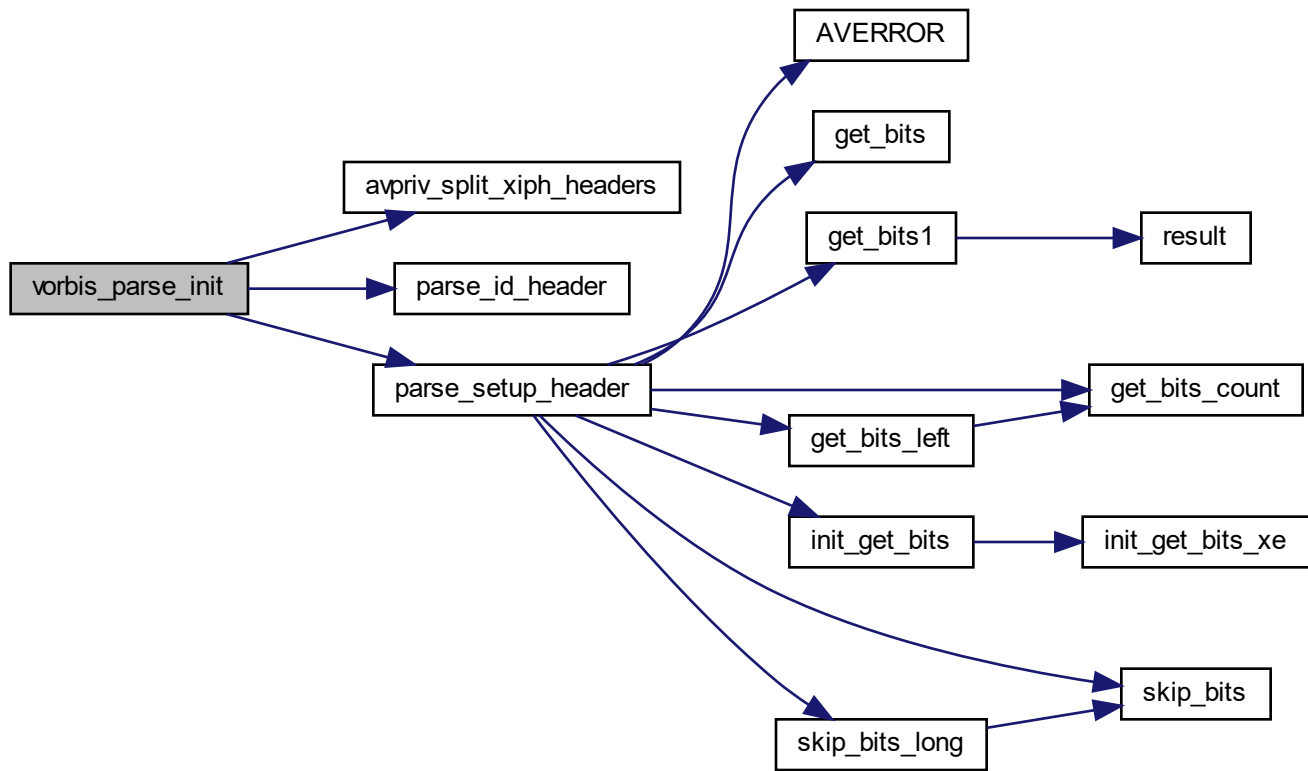 AVERROR
get_bits
avpriv_split_xiph_headers
get_bits1
result
vorbis_parse_init
parse_id_header
parse_setup_header
get_bits_count
get_bits_left
init_get_bits
init_get_bits_xe
skip_bits
skip_bits_long